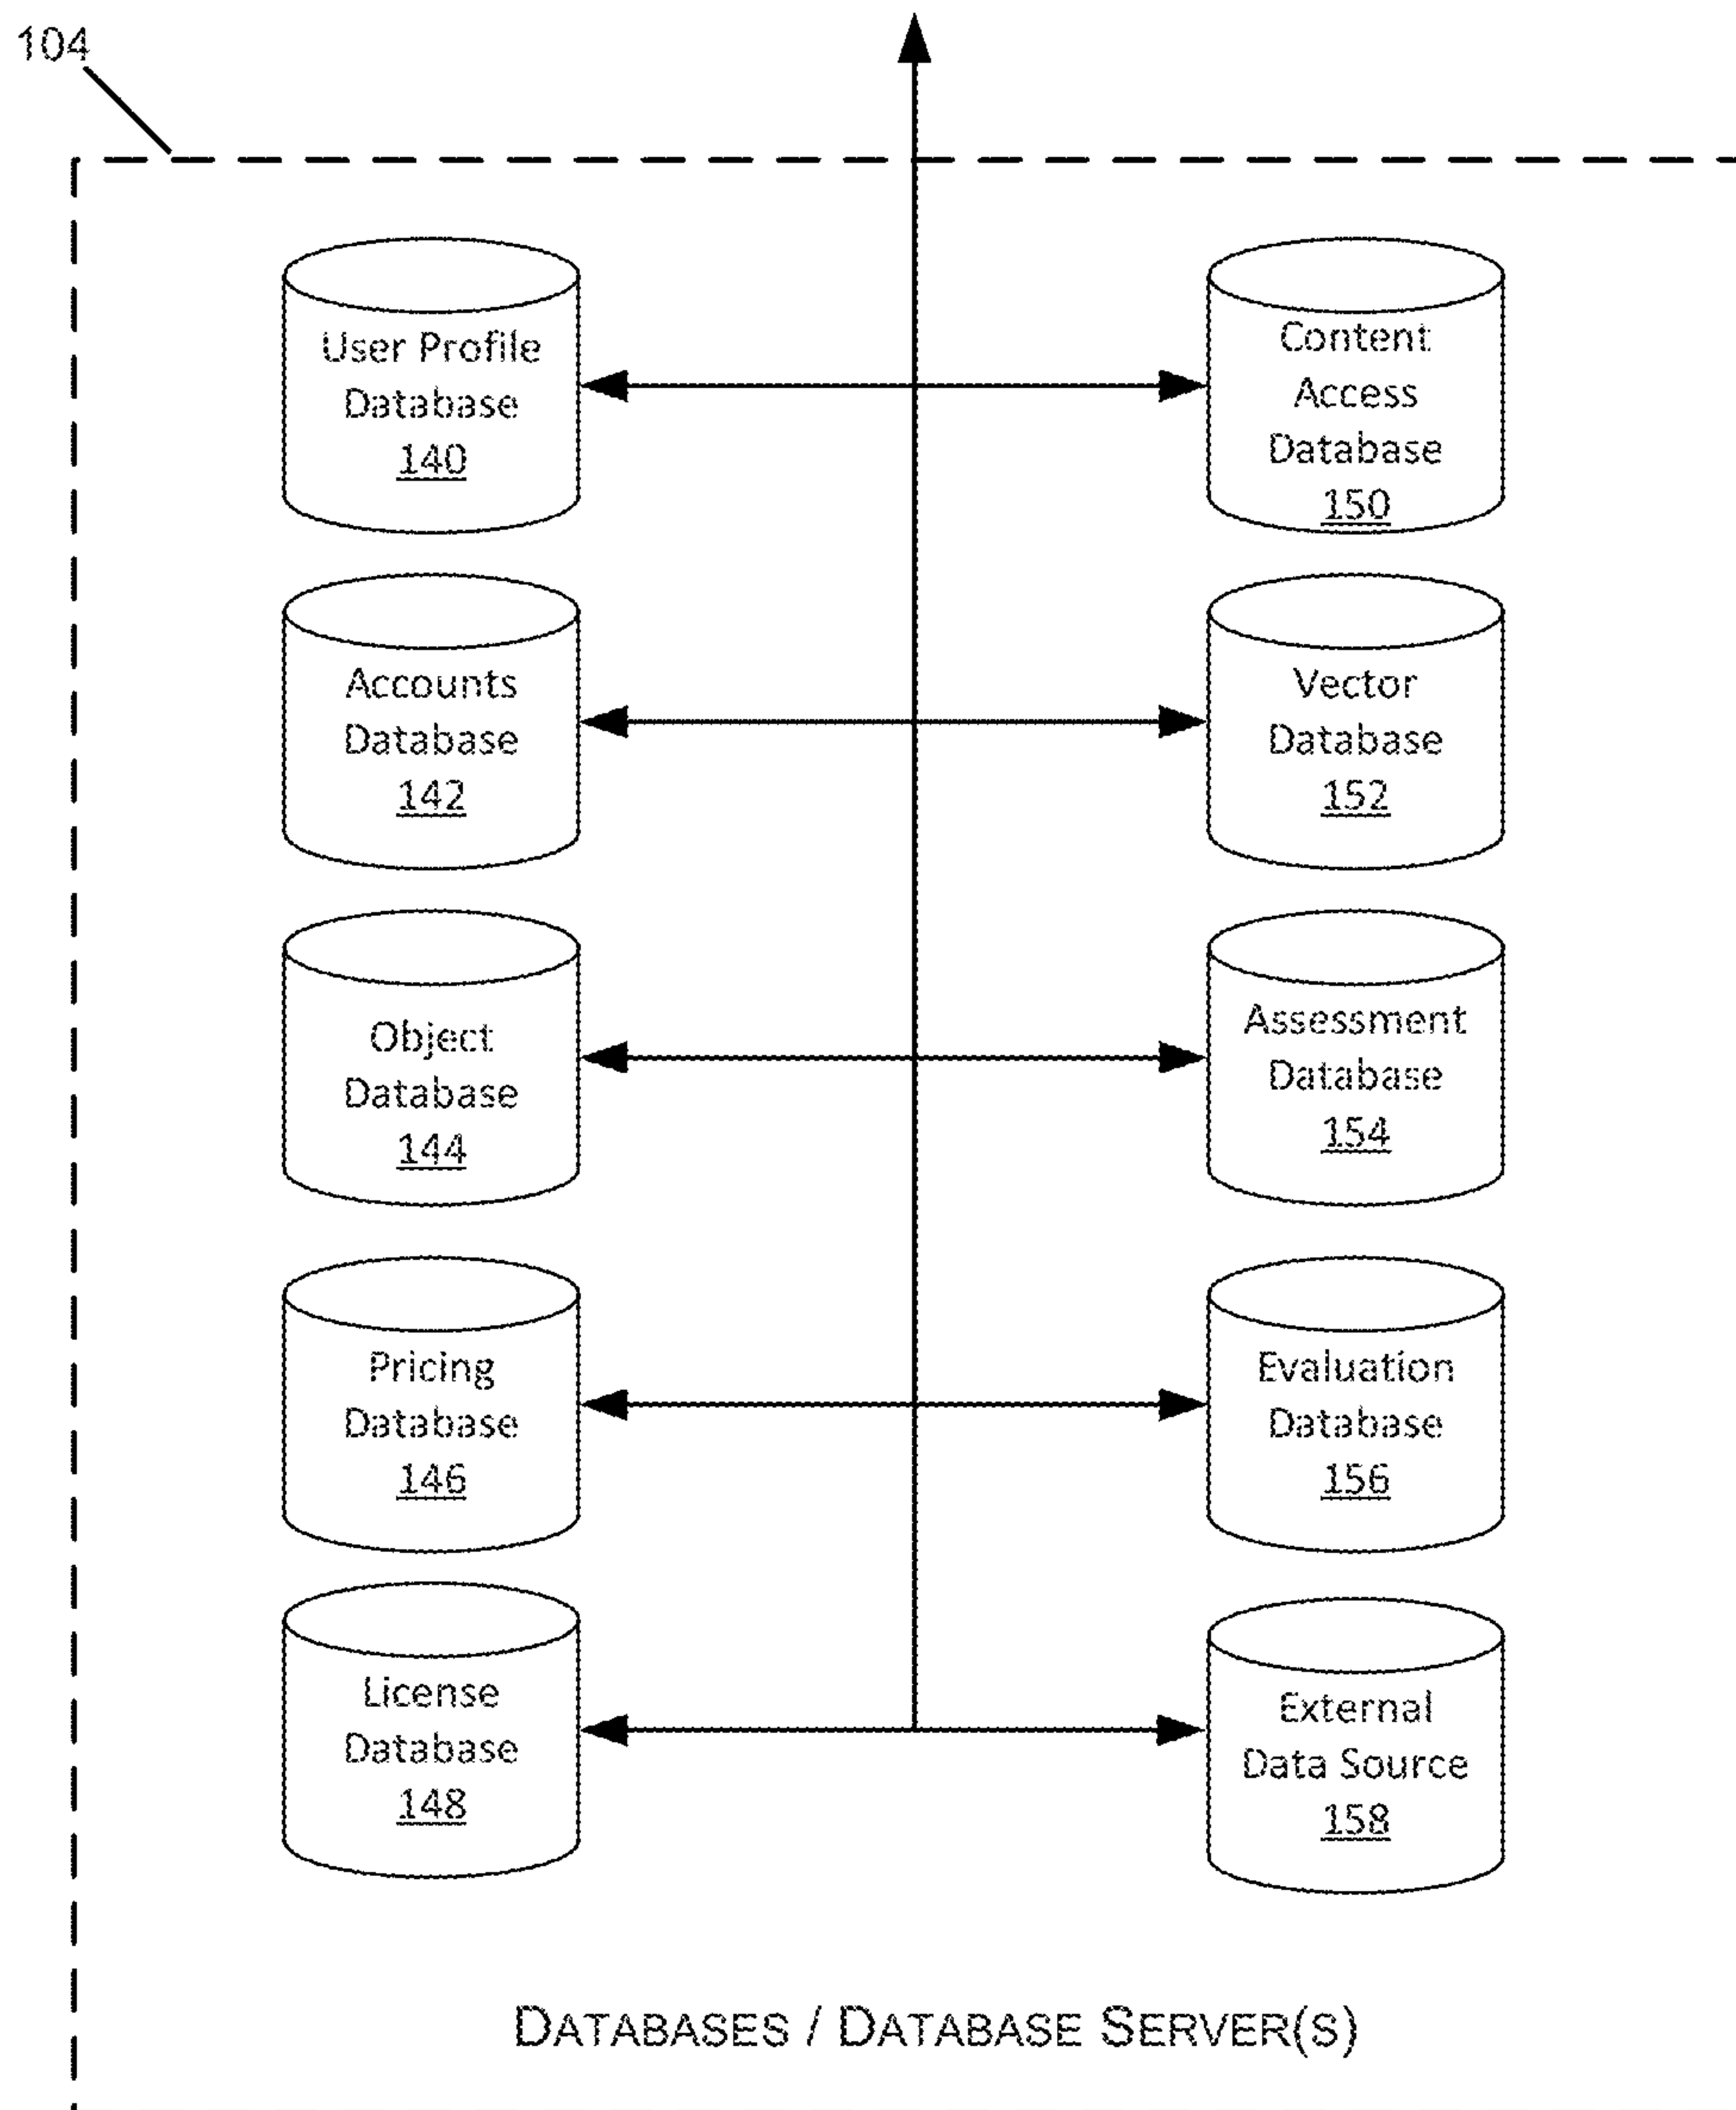 104
User Profile
Database
140
Content
Access
Database
150
Accounts
Database
142
Vector
Database
152
Object
Database
144
Assessment
Database
154
Pricing
Database
146
Evaluation
Database
156
License
Database
148
External
Data Source
158
DATABASES / DATABASE SERVER(S)